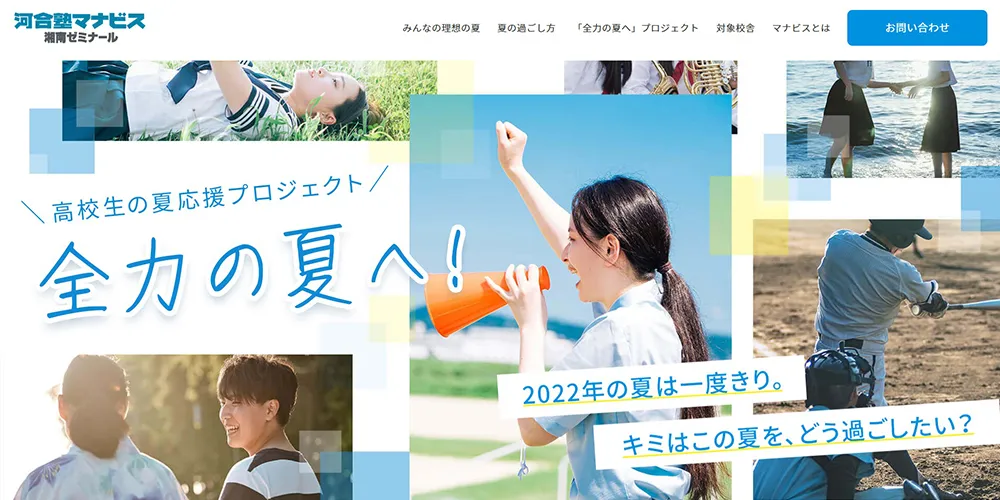 河合塾マナビス
湘南ゼミナール
みんなの理想の夏
夏の過ごし方
「全力の夏へ」プロジェクト
対象校舎
マナビスとは
お問い合わせ
高校生の夏応援プロジェクト
全力の夏へ!
2022年の夏は一度きり。
キミはこの夏を、どう過ごしたい?